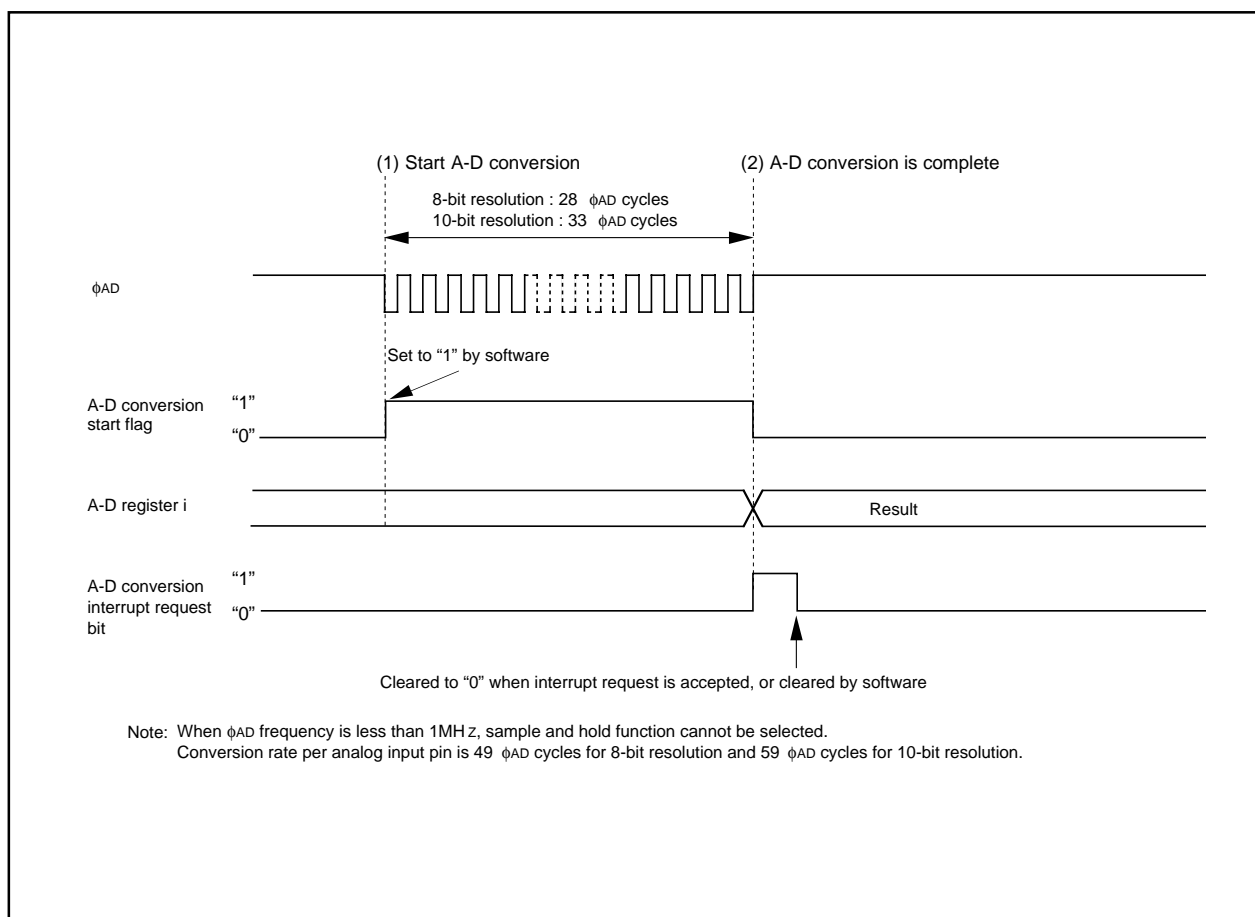 (1) Start A-D conversion
(2) A-D conversion is complete
8-bit resolution : 28 ϕAD cycles
10-bit resolution : 33 ϕAD cycles
ϕAD
Set to “1” by software
A-D conversion
start flag
“1”
“0”
A-D register i
Result
A-D conversion
interrupt request
bit
“1”
“0”
Cleared to “0” when interrupt request is accepted, or cleared by software
Note: When ϕAD frequency is less than 1MHZ, sample and hold function cannot be selected.
Conversion rate per analog input pin is 49 ϕAD cycles for 8-bit resolution and 59 ϕAD cycles for 10-bit resolution.